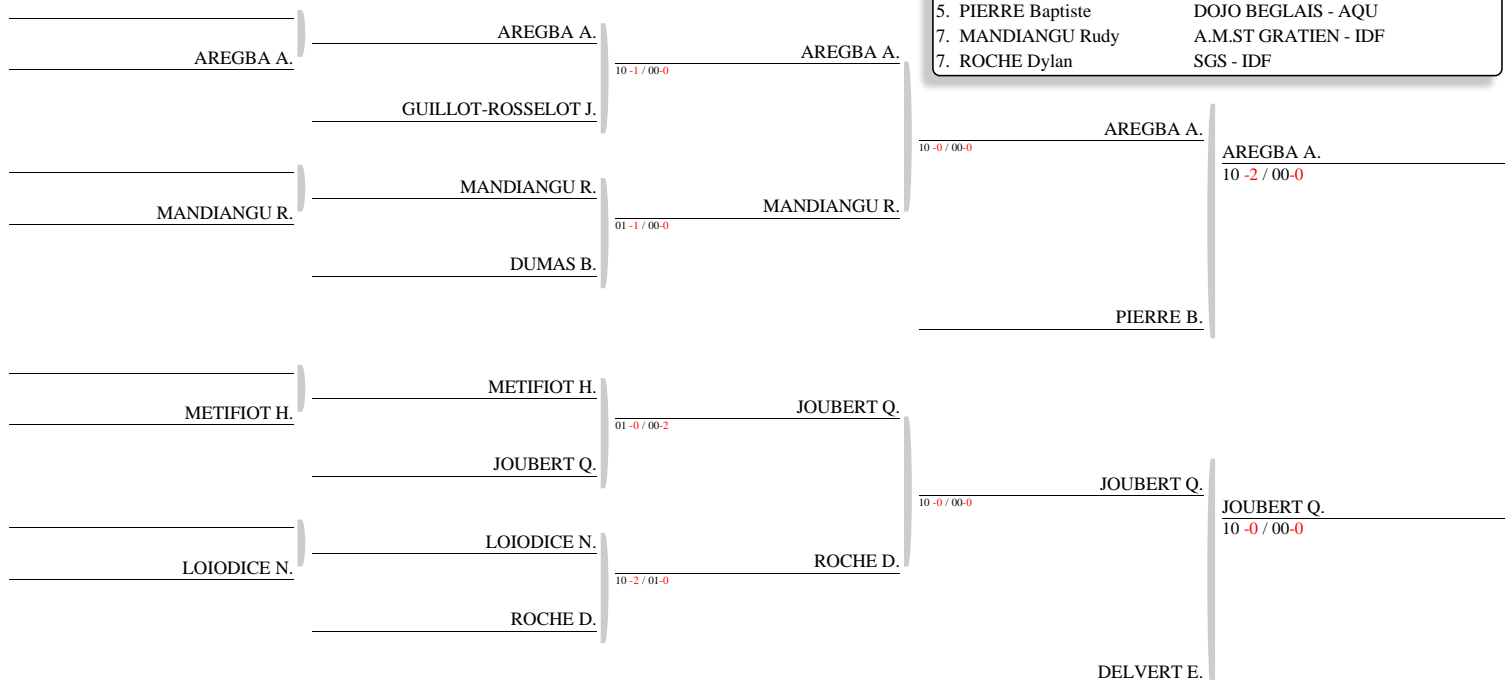 5. PIERRE Baptiste DOJO BEGLAIS - AQU
7. MANDIANGU Rudy A.M.ST GRATIEN - IDF
7. ROCHE Dylan SGS - IDF
AREGBA A.
MANDIANGU R.
METIFIOT H.
LOIODICE N.
AREGBA A.
GUILLOT-ROSSELOT J.
MANDIANGU R.
DUMAS B.
METIFIOT H.
JOUBERT Q.
LOIODICE N.
ROCHE D.
AREGBA A.
10 -1 / 00-0
MANDIANGU R.
01 -1 / 00-0
JOUBERT Q.
01 -0 / 00-2
ROCHE D.
10 -2 / 01-0
AREGBA A.
10 -0 / 00-0
PIERRE B.
JOUBERT Q.
10 -0 / 00-0
DELVERT E.
AREGBA A.
10 -2 / 00-0
JOUBERT Q.
10 -0 / 00-0